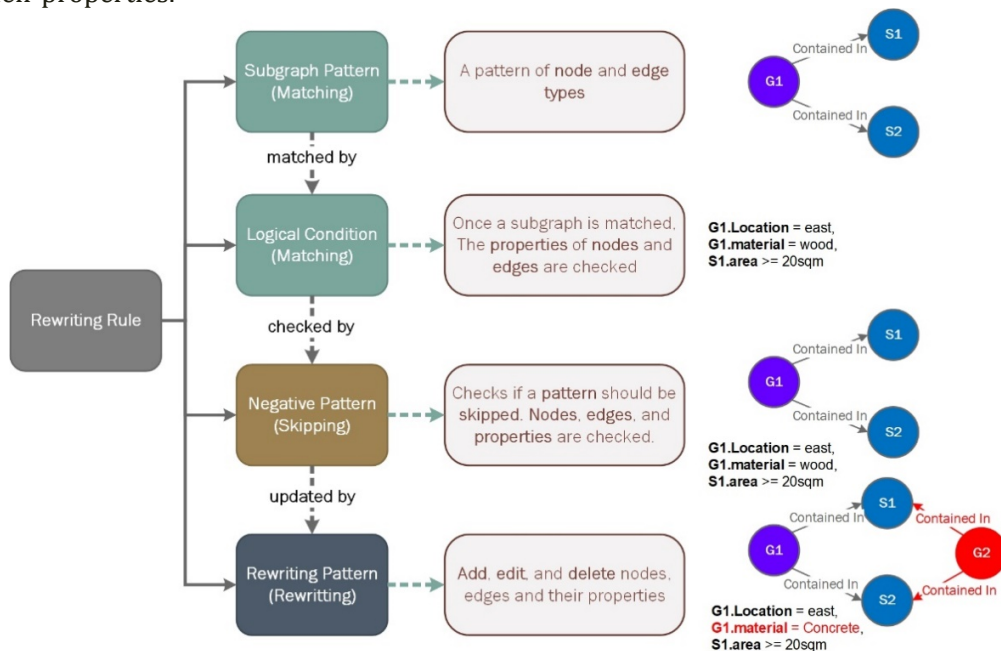 their properties.
Subgraph Pattern
(Matching)
A pattern of node and edge
types
G1
Contained In
S1
Contained In
S2
matched by
Logical Condition
(Matching)
Once a subgraph is matched,
The properties of nodes and
edges are checked
G1.Location = east,
G1.material = wood,
S1.area >= 20sqm
Rewriting Rule
checked by
Negative Pattern
(Skipping)
Checks if a pattern should be
skipped. Nodes, edges, and
properties are checked.
G1
Contained In
S1
Contained In
S2
G1.Location = east,
G1.material = wood,
S1.area >= 20sqm
updated by
Rewriting Pattern
(Rewritting)
Add, edit, and delete nodes,
edges and their properties
G1
Contained In
S1
Contained In
G2
Contained In
S2
Contained In
G1.Location = east,
G1.material = Concrete,
S1.area >= 20sqm